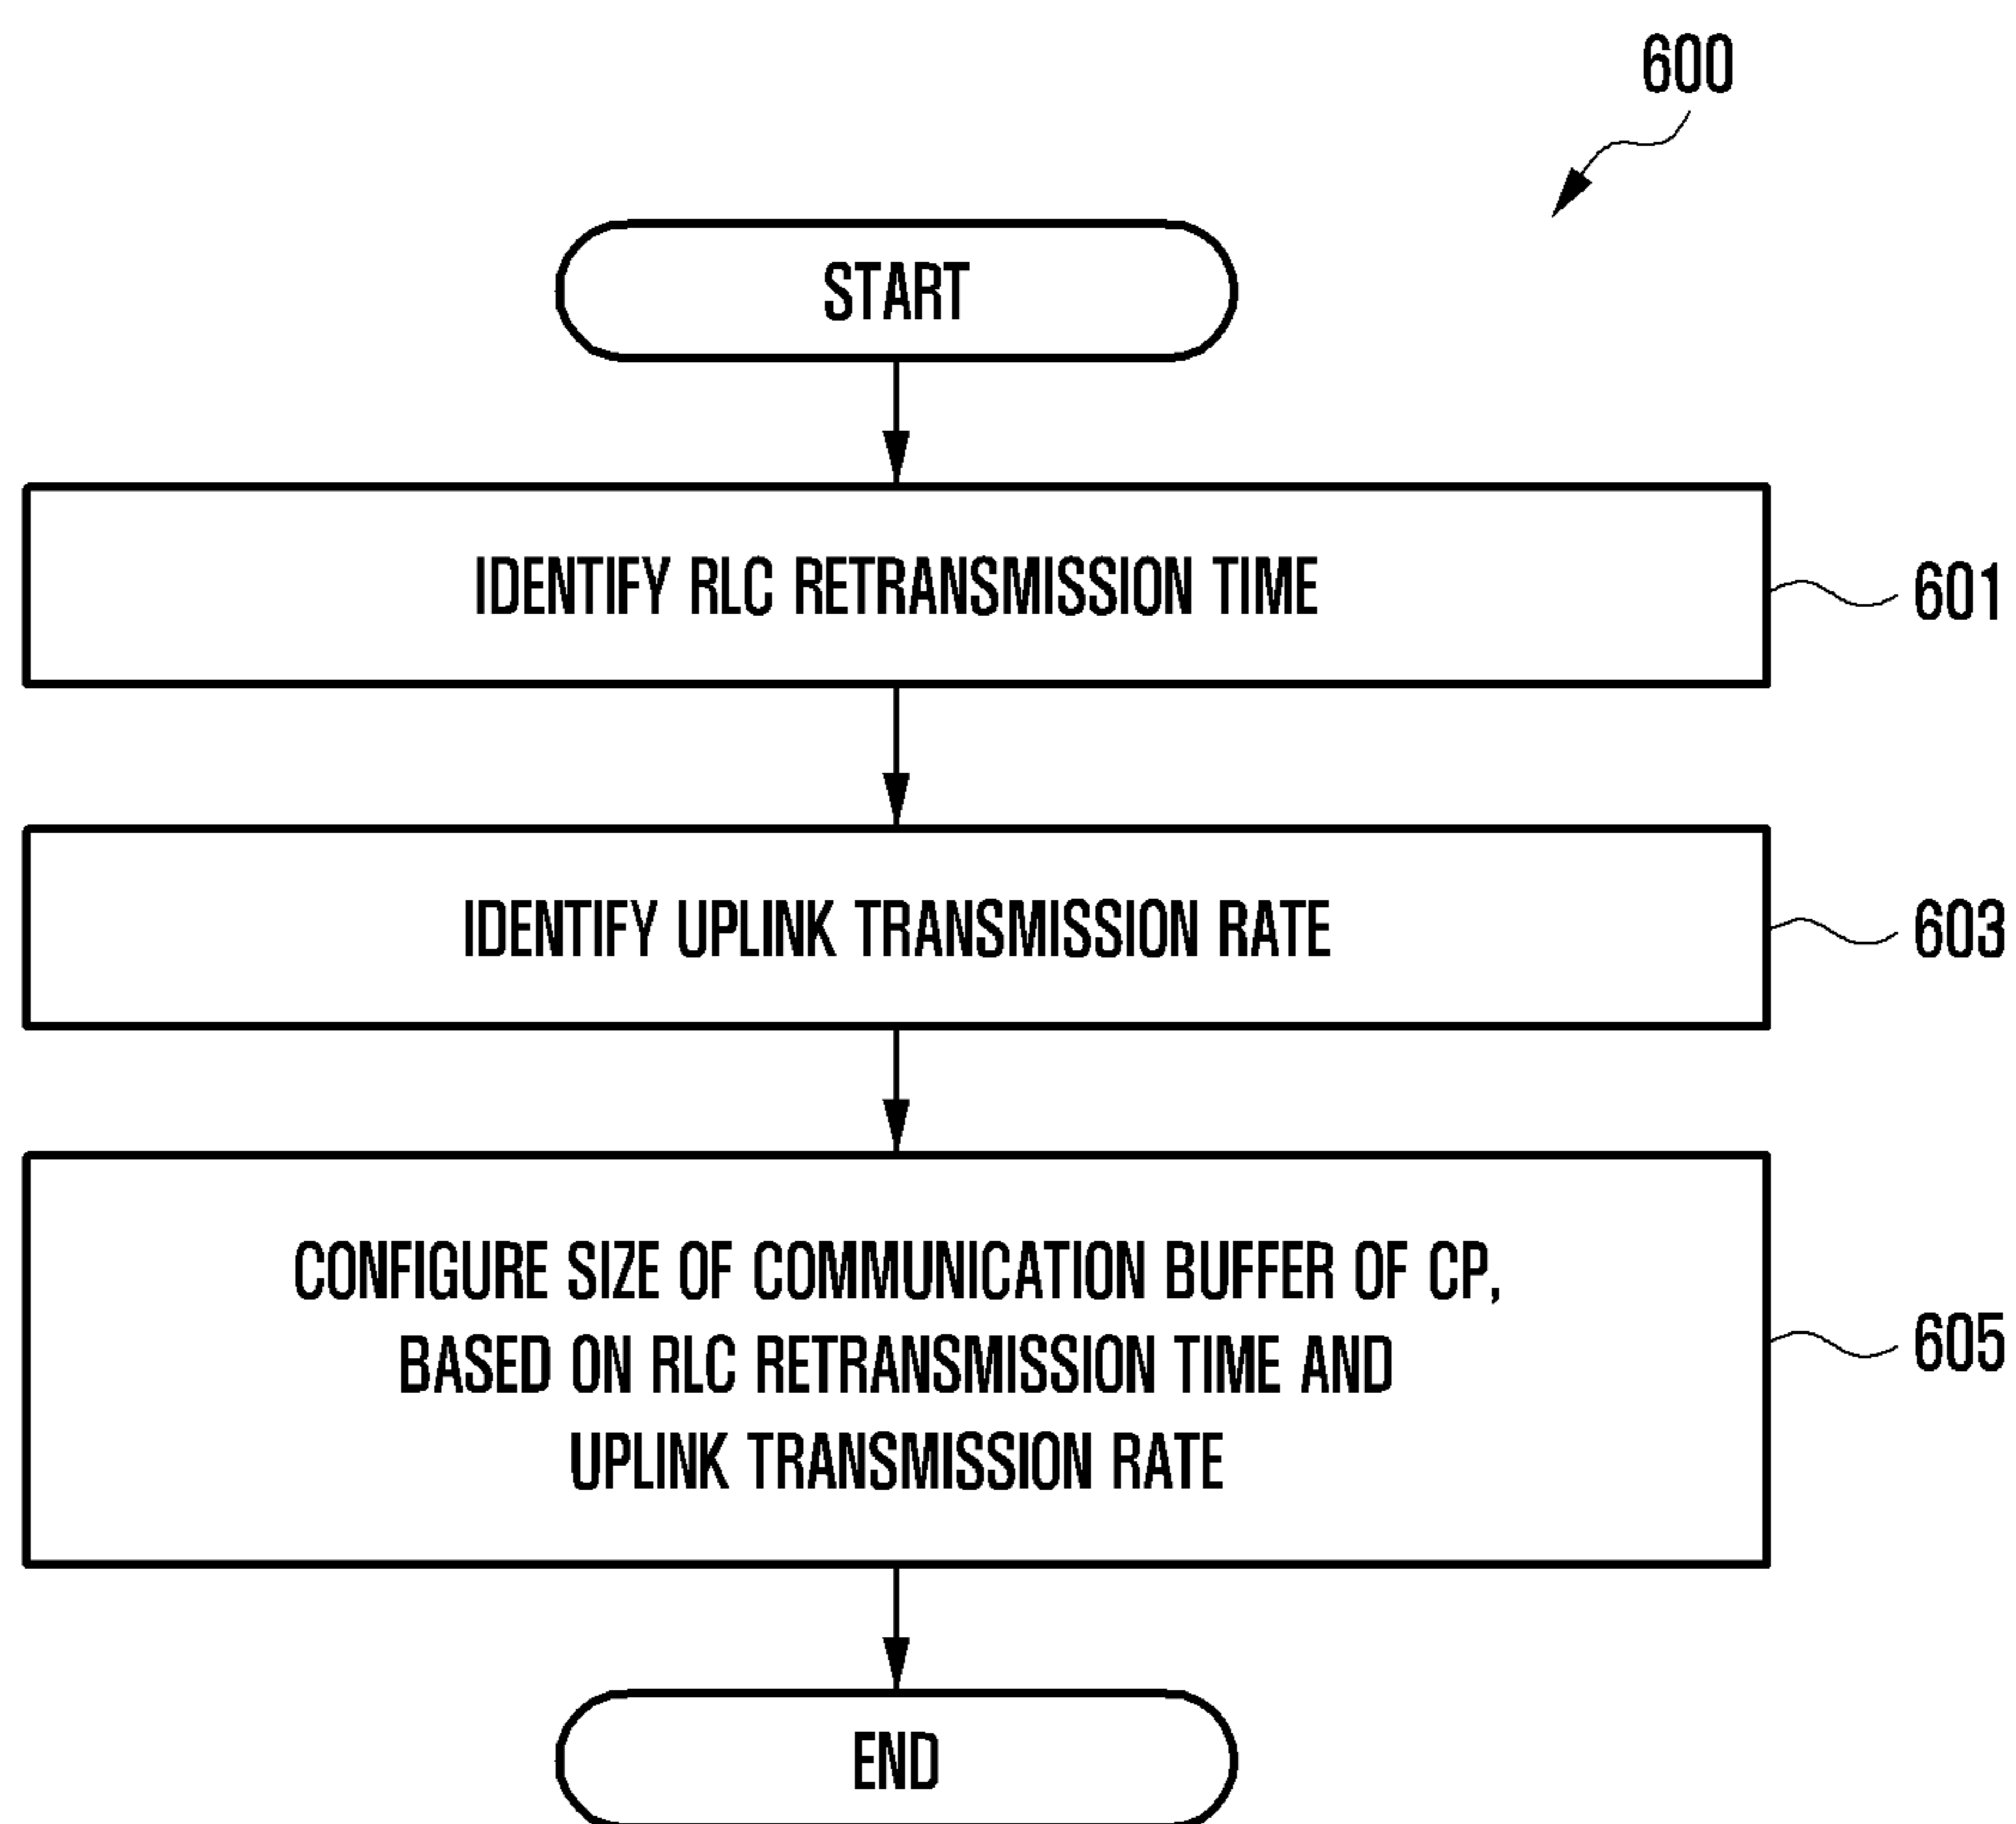 600
START
IDENTIFY RLC RETRANSMISSION TIME
601
IDENTIFY UPLINK TRANSMISSION RATE
603
CONFIGURE SIZE OF COMMUNICATION BUFFER OF CP,
BASED ON RLC RETRANSMISSION TIME AND
UPLINK TRANSMISSION RATE
605
END